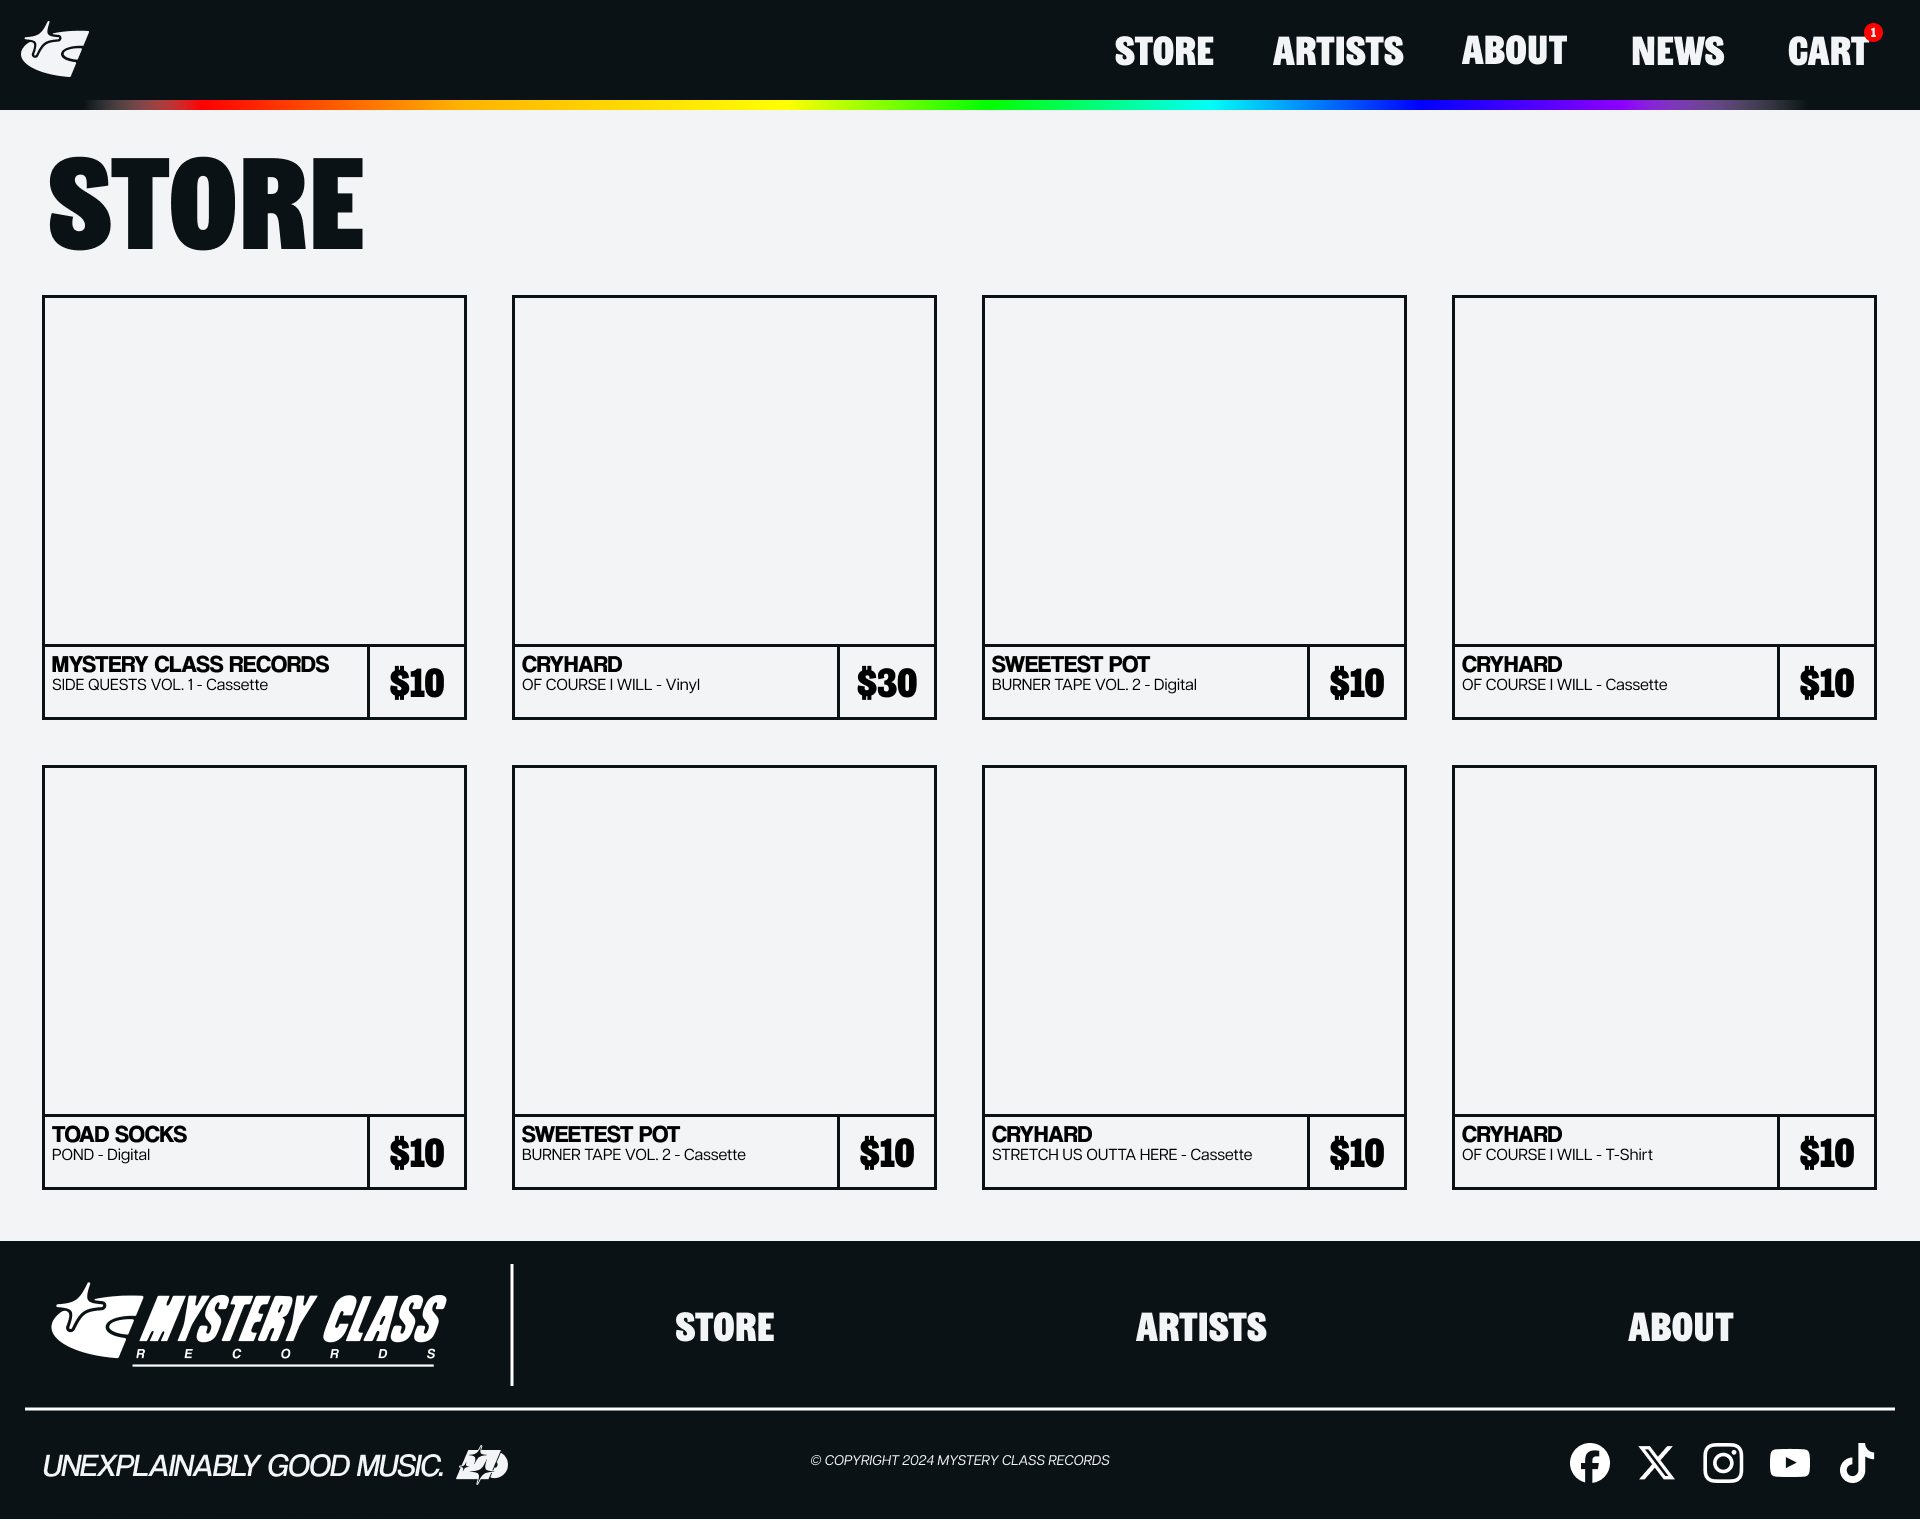 STORE ARTISTS ABOUT NEWS CART 1
STORE
MYSTERY CLASS RECORDS
SIDE QUESTS VOL. 1 - Cassette
$10
CRYHARD
OF COURSE I WILL - Vinyl
$30
SWEETEST POT
BURNER TAPE VOL. 2 - Digital
$10
CRYHARD
OF COURSE I WILL - Cassette
$10
TOAD SOCKS
POND - Digital
$10
SWEETEST POT
BURNER TAPE VOL. 2 - Cassette
$10
CRYHARD
STRETCH US OUTTA HERE - Cassette
$10
CRYHARD
OF COURSE I WILL - T-Shirt
$10
MYSTERY CLASS
RECORDS
STORE ARTISTS ABOUT
UNEXPLAINABLY GOOD MUSIC.
© COPYRIGHT 2024 MYSTERY CLASS RECORDS